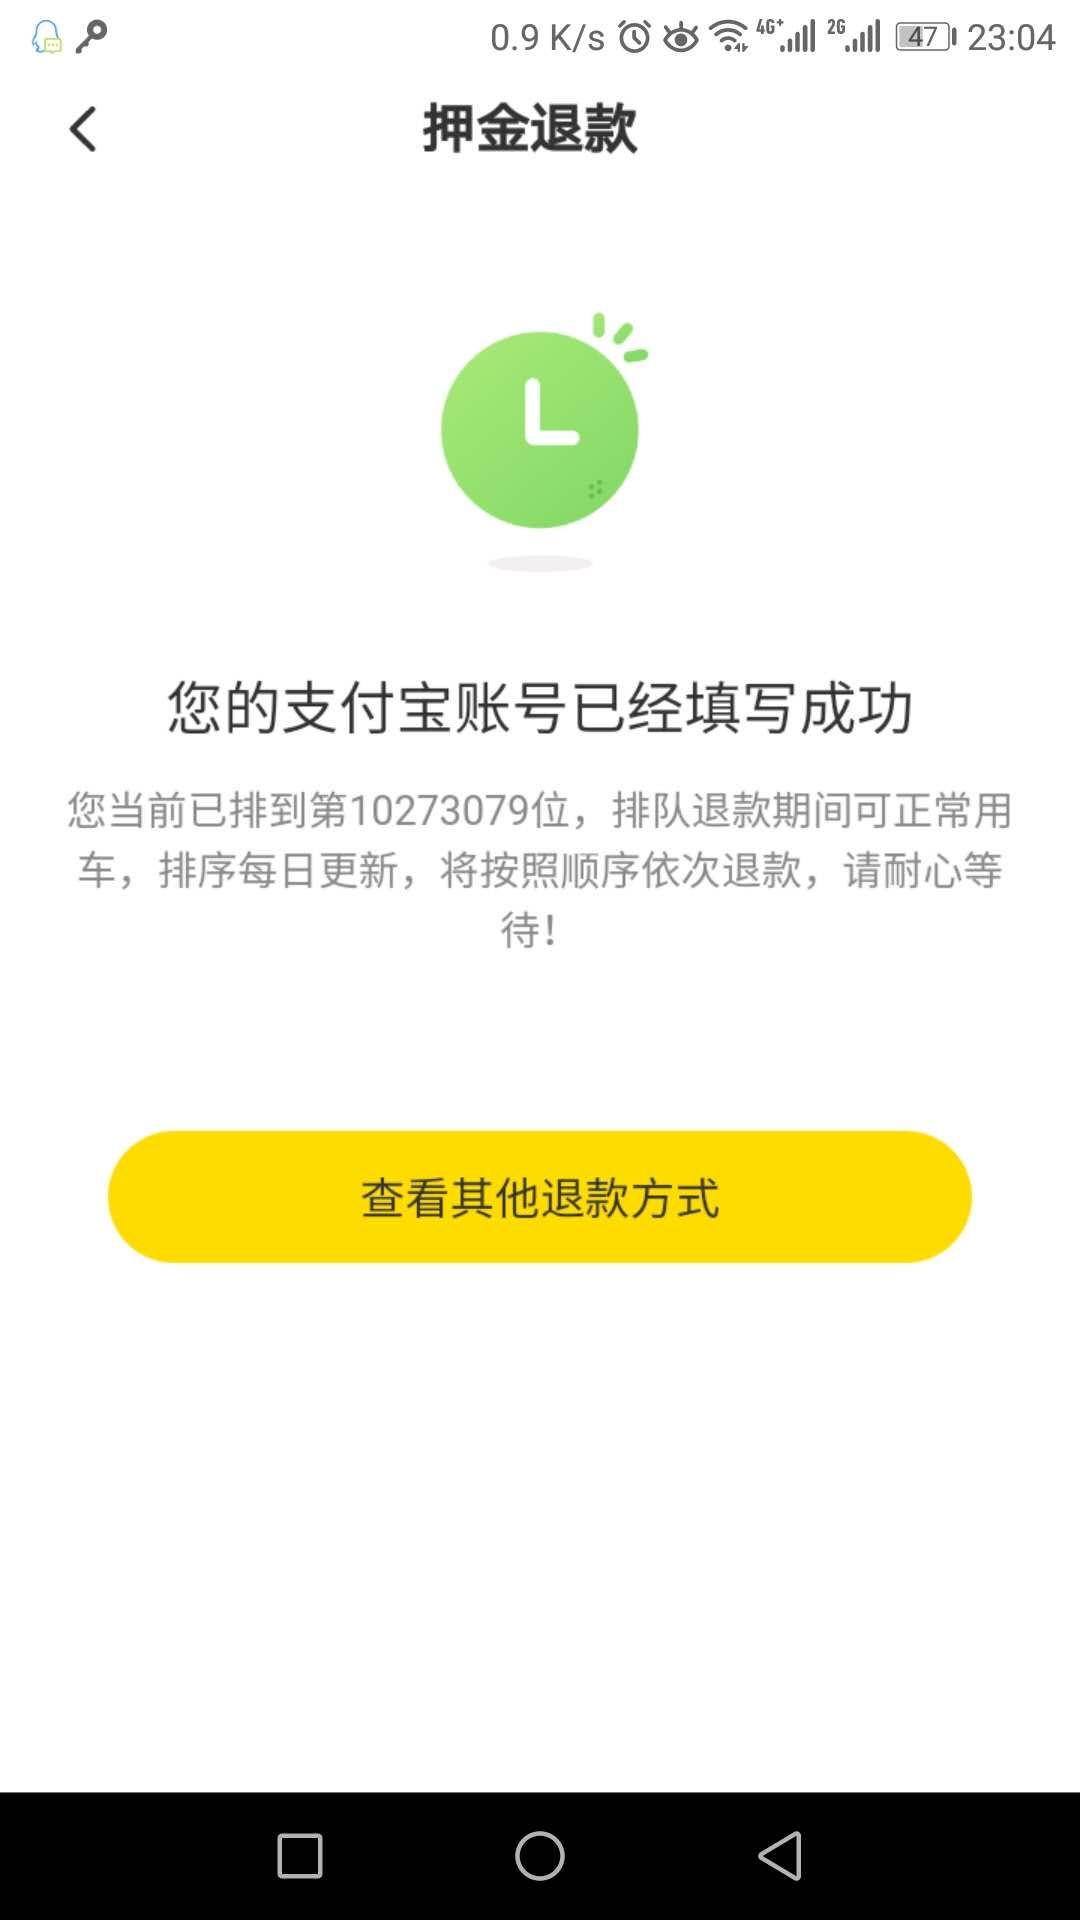 0.9 K/s 4G+ 2G 47 23:04
押金退款
您的支付宝账号已经填写成功
您当前已排到第10273079位，排队退款期间可正常用
车，排序每日更新，将按照顺序依次退款，请耐心等
待！
查看其他退款方式